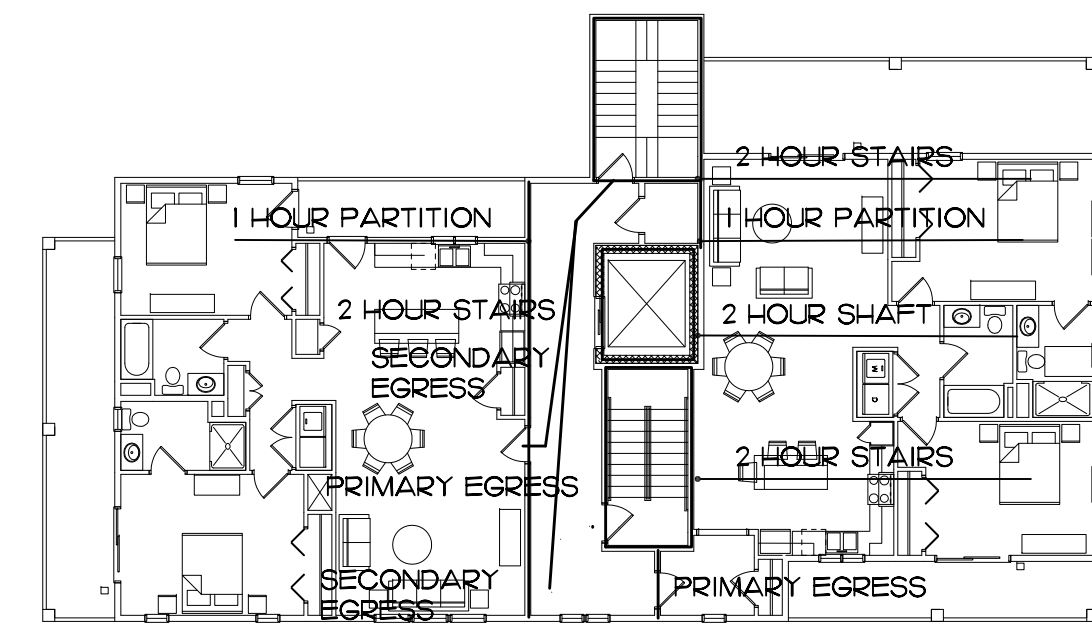 2 HOUR STAIRS
1 HOUR PARTITION
1 HOUR PARTITION
2 HOUR STAIRS
2 HOUR SHAFT
SECONDARY
EGRESS
2 HOUR STAIRS
PRIMARY EGRESS
SECONDARY
EGRESS
PRIMARY EGRESS